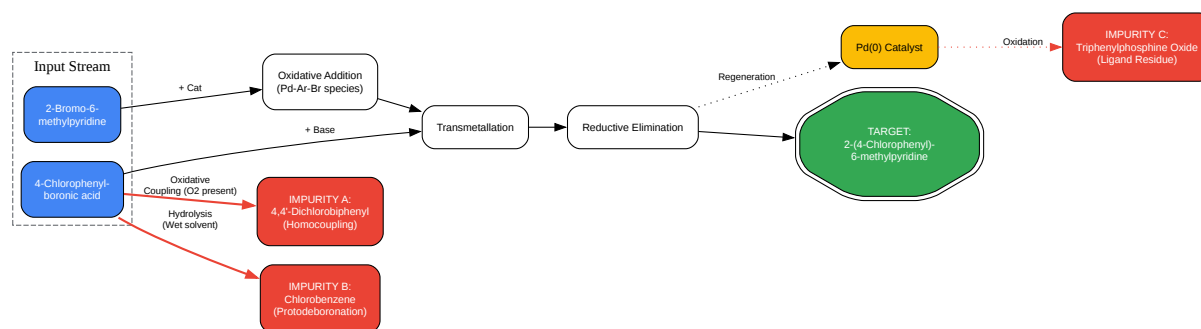 Input Stream
2-Bromo-6-
methylpyridine
4-Chlorophenyl-
boronic acid
+ Cat
+ Base
Oxidative
Coupling (O2 present)
Hydrolysis
(Wet solvent)
Oxidative Addition
(Pd-Ar-Br species)
IMPURITY A:
4,4'-Dichlorobiphenyl
(Homocoupling)
IMPURITY B:
Chlorobenzene
(Protodeboronation)
Transmetallation
Reductive Elimination
Regeneration
Pd(0) Catalyst
TARGET:
2-(4-Chlorophenyl)-
6-methylpyridine
Oxidation
IMPURITY C:
Triphenylphosphine Oxide
(Ligand Residue)